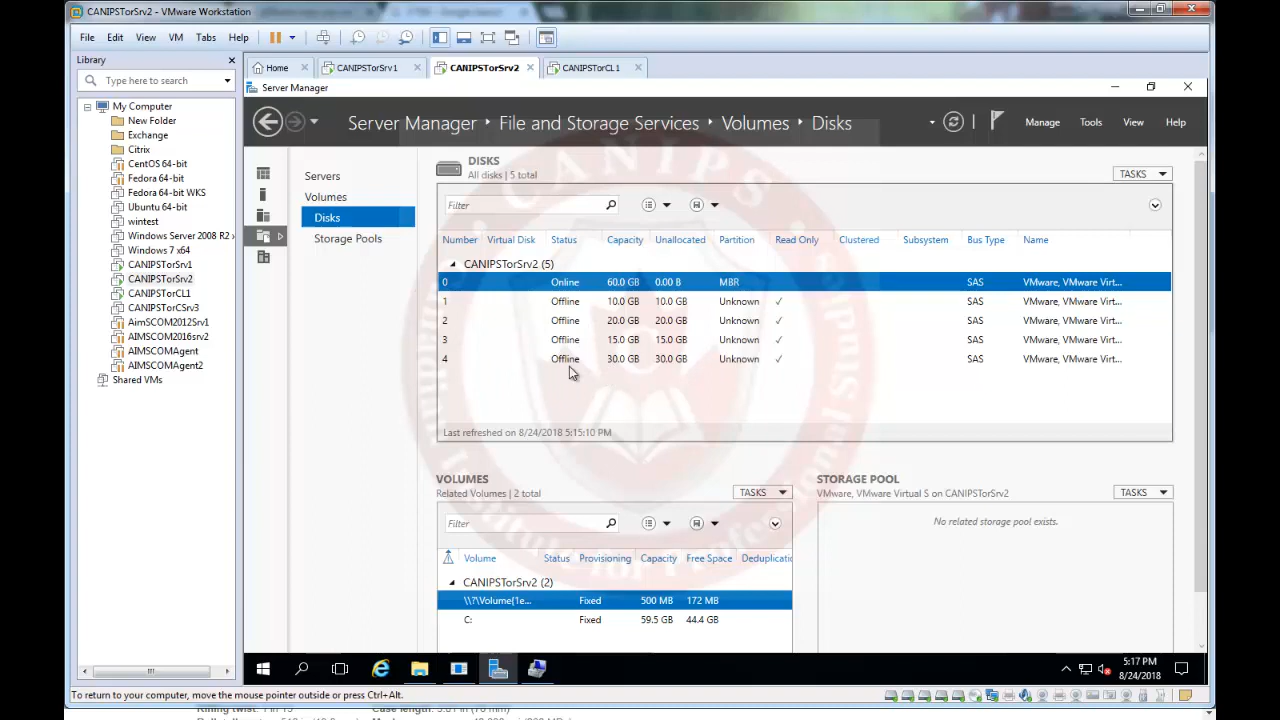 CANIPSTorSrv2 - VMware Workstation
File Edit View VM Tabs Help
Library
Type here to search
My Computer
New Folder
Exchange
Citrix
CentOS 64-bit
Fedora 64-bit
Fedora 64-bit WKS
Ubuntu 64-bit
wintest
Windows Server 2008 R2 x
Windows 7 x64
CANIPSTorSrv1
CANIPSTorSrv2
CANIPSTorCL1
CANIPSTorCSrv3
AimSCOM2012Srv1
AIMSCOM2016srv2
AIMSCOMAgent
AIMSCOMAgent2
Shared VMs
Home CANIPSTorSrv1 CANIPSTorSrv2 CANIPSTorCL1
Server Manager
Server Manager File and Storage Services Volumes Disks Manage Tools View Help
Servers
Volumes
Disks
Storage Pools
DISKS
All disks | 5 total
TASKS
Filter
Number Virtual Disk Status Capacity Unallocated Partition Read Only Clustered Subsystem Bus Type Name
CANIPSTorSrv2 (5)
0 Online 60.0 GB 0.00 B MBR SAS VMware, VMware Virt...
1 Offline 10.0 GB 10.0 GB Unknown ✓ SAS VMware, VMware Virt...
2 Offline 20.0 GB 20.0 GB Unknown ✓ SAS VMware, VMware Virt...
3 Offline 15.0 GB 15.0 GB Unknown ✓ SAS VMware, VMware Virt...
4 Offline 30.0 GB 30.0 GB Unknown ✓ SAS VMware, VMware Virt...
Last refreshed on 8/24/2018 5:15:10 PM
VOLUMES
Related Volumes | 2 total
TASKS
Filter
Volume Status Provisioning Capacity Free Space Deduplicatio
CANIPSTorSrv2 (2)
\\?\Volume{1e... Fixed 500 MB 172 MB
C: Fixed 59.5 GB 44.4 GB
STORAGE POOL
VMware, VMware Virtual S on CANIPSTorSrv2
TASKS
No related storage pool exists.
5:17 PM
8/24/2018
To return to your computer, move the mouse pointer outside or press Ctrl+Alt.